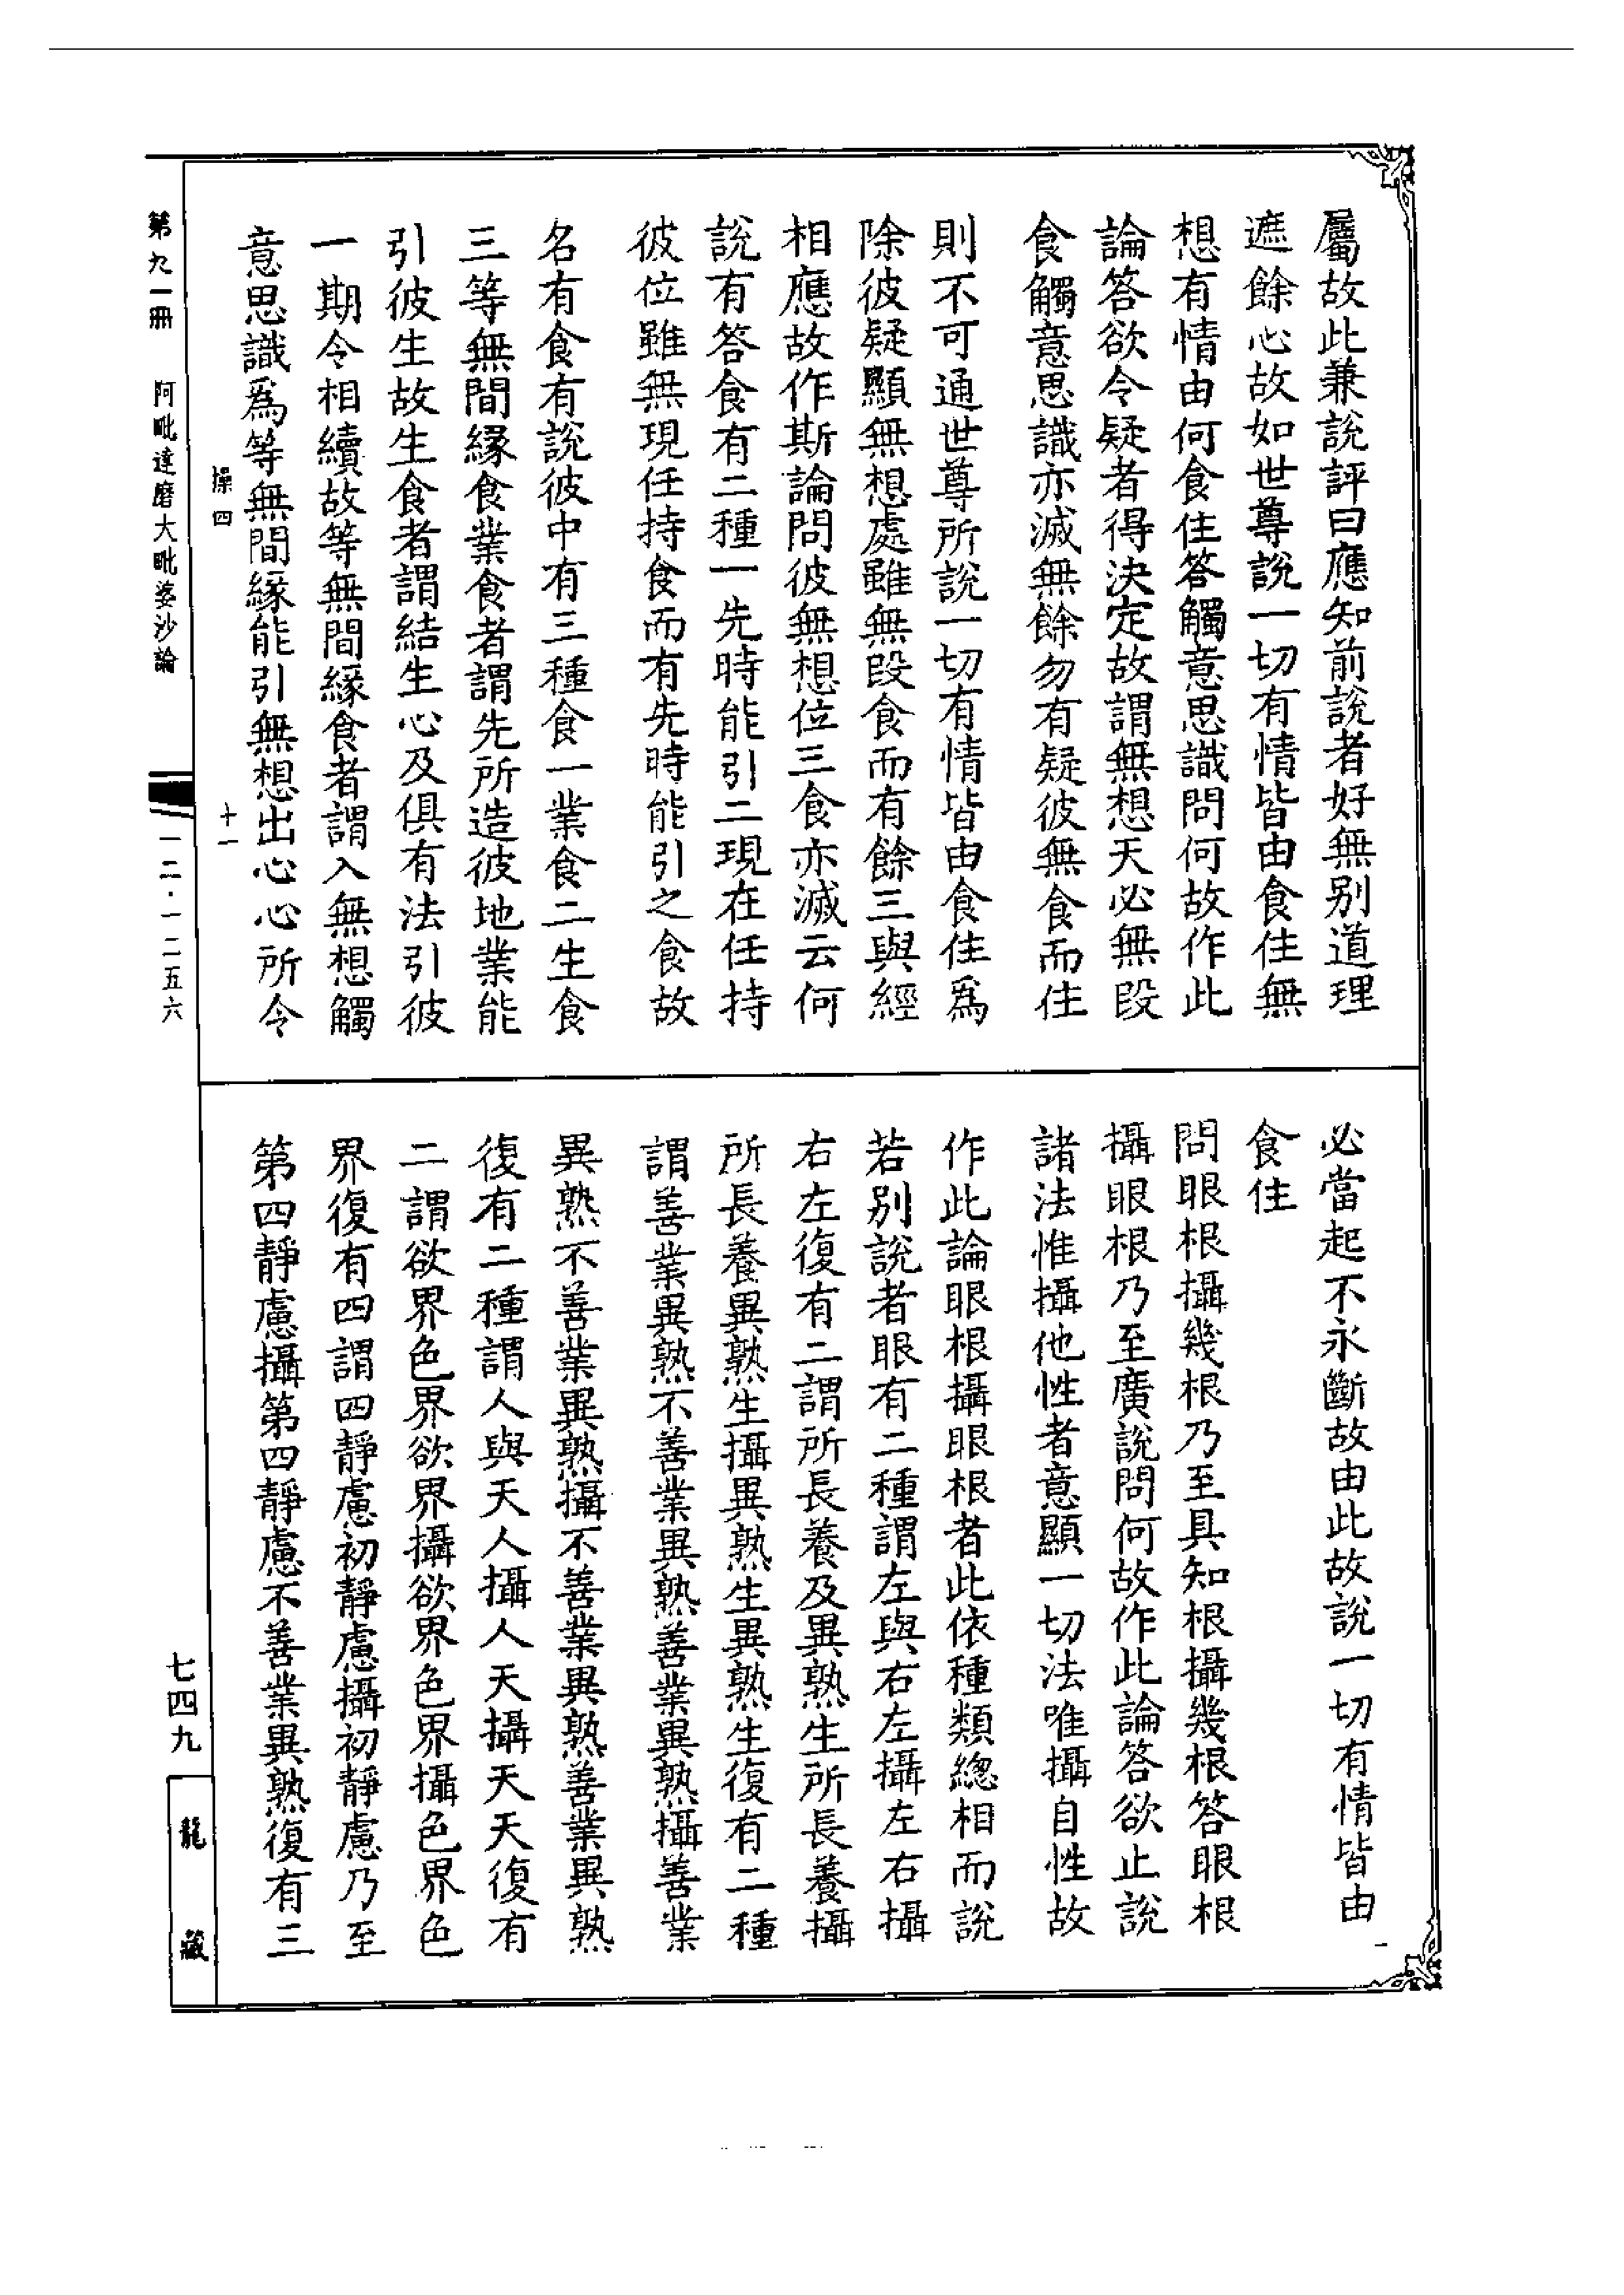 屬故此兼說評曰應知前說者好無別道理
遮餘心故如世尊說一切有情皆由食住無
想有情由何食住答觸意思識問何故作此
論答欲令疑者得決定故謂無想天必無段
食觸意思識亦滅無餘勿有疑彼無食而住
則不可通世尊所說一切有情皆由食住爲
除彼疑顯無想處雖無段食而有餘三與經
相應故作斯論問彼無想位三食亦滅云何
說有答食有二種一先時能引二現在任持
彼位雖無現任持食而有先時能引之食故
名有食有說彼中有三種食一業食二生食
三等無間緣食業食者謂先所造彼地業能
引彼生故生食者謂結生心及俱有法引彼
一期令相續故等無間緣食者謂入無想觸
意思識爲等無間緣能引無想出心心所令
操四
十一
第九一冊 阿毗達磨大毗婆沙論
一二·一二五六
必當起不永斷故由此故說一切有情皆由
食住
問眼根攝幾根乃至具知根攝幾根答眼根
攝眼根乃至廣說問何故作此論答欲止說
諸法惟攝他性者意顯一切法唯攝自性故
作此論眼根攝眼根者此依種類總相而說
若別說者眼有二種謂左與右左攝左右攝
右左復有二謂所長養及異熟生所長養攝
所長養異熟生攝異熟生異熟生復有二種
謂善業異熟不善業異熟善業異熟攝善業
異熟不善業異熟攝不善業異熟善業異熟
復有二種謂人與天人攝人天攝天天復有
二謂欲界色界欲界攝欲界色界攝色界色
界復有四謂四靜慮初靜慮攝初靜慮乃至
第四靜慮攝第四靜慮不善業異熟復有三
七四九
龍藏